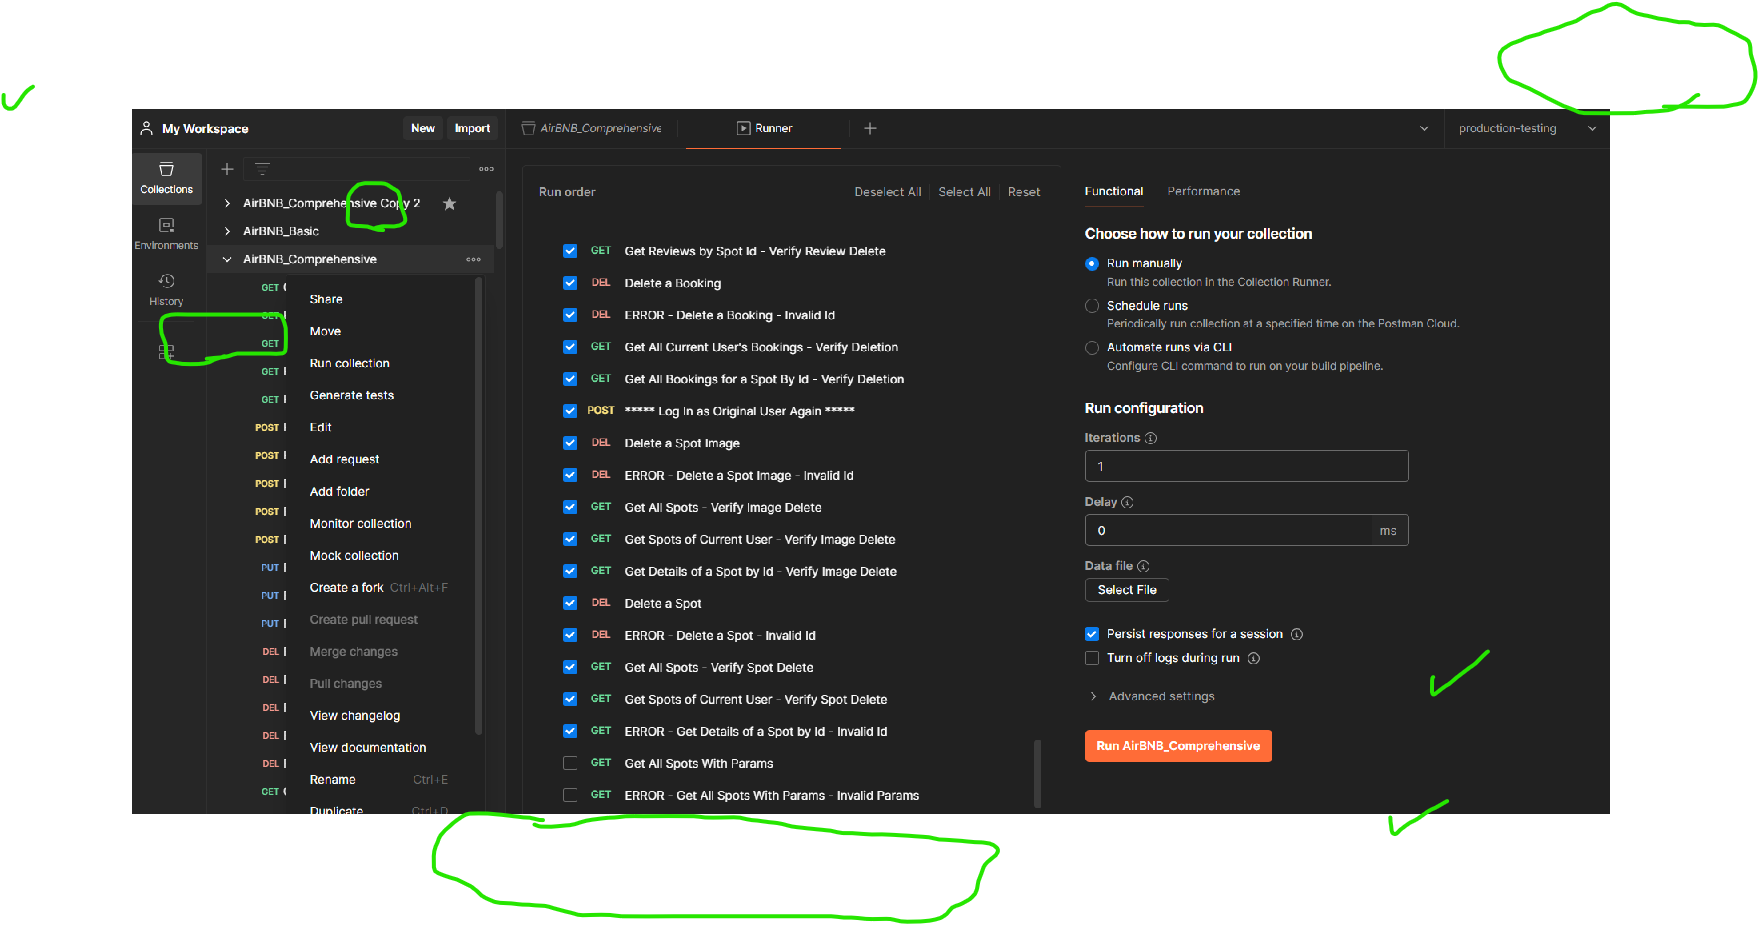 My Workspace
New
Import
AirBNB_Comprehensive
Runner
production-testing
Collections
Environments
History
AirBNB_Comprehensive Copy 2
AirBNB_Basic
AirBNB_Comprehensive
GET
GET
GET
GET
GET
POST
POST
POST
POST
POST
PUT
PUT
PUT
DEL
DEL
DEL
DEL
DEL
GET
Share
Move
Run collection
Generate tests
Edit
Add request
Add folder
Monitor collection
Mock collection
Create a fork Ctrl+Alt+F
Create pull request
Merge changes
Pull changes
View changelog
View documentation
Rename Ctrl+E
Duplicate Ctrl+D
Run order
Deselect All
Select All
Reset
GET Get Reviews by Spot Id - Verify Review Delete
DEL Delete a Booking
DEL ERROR - Delete a Booking - Invalid Id
GET Get All Current User's Bookings - Verify Deletion
GET Get All Bookings for a Spot By Id - Verify Deletion
POST ***** Log In as Original User Again *****
DEL Delete a Spot Image
DEL ERROR - Delete a Spot Image - Invalid Id
GET Get All Spots - Verify Image Delete
GET Get Spots of Current User - Verify Image Delete
GET Get Details of a Spot by Id - Verify Image Delete
DEL Delete a Spot
DEL ERROR - Delete a Spot - Invalid Id
GET Get All Spots - Verify Spot Delete
GET Get Spots of Current User - Verify Spot Delete
GET ERROR - Get Details of a Spot by Id - Invalid Id
GET Get All Spots With Params
GET ERROR - Get All Spots With Params - Invalid Params
Functional
Performance
Choose how to run your collection
Run manually
Run this collection in the Collection Runner.
Schedule runs
Periodically run collection at a specified time on the Postman Cloud.
Automate runs via CLI
Configure CLI command to run on your build pipeline.
Run configuration
Iterations
1
Delay
0 ms
Data file
Select File
Persist responses for a session
Turn off logs during run
Advanced settings
Run AirBNB_Comprehensive